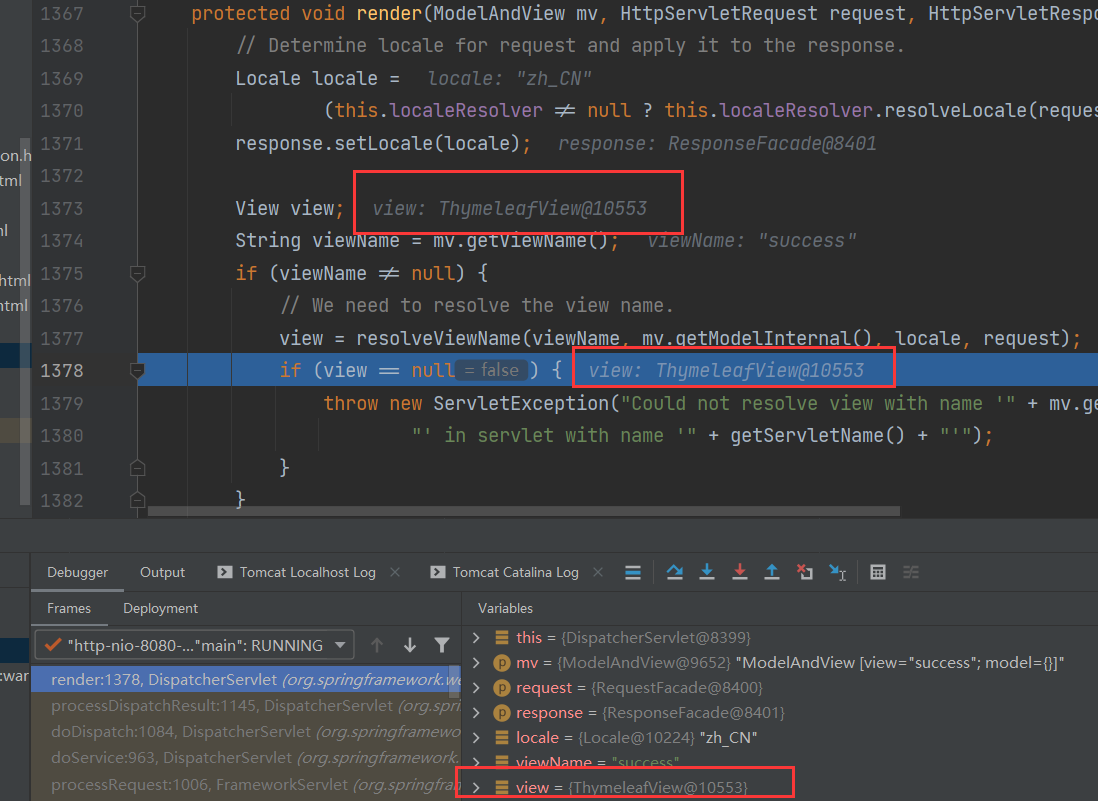 1367 protected void render(ModelAndView mv, HttpServletRequest request, HttpServletRespo
1368 // Determine locale for request and apply it to the response.
1369 Locale locale = locale: "zh_CN"
1370 (this.localeResolver ≠ null ? this.localeResolver.resolveLocale(reques
1371 response.setLocale(locale); response: ResponseFacade@8401
1372
1373 View view; view: ThymeleafView@10553
1374 String viewName = mv.getViewName(); viewName: "success"
1375 if (viewName ≠ null) {
1376 // We need to resolve the view name.
1377 view = resolveViewName(viewName, mv.getModelInternal(), locale, request);
1378 if (view == null = false ) { view: ThymeleafView@10553
1379 throw new ServletException("Could not resolve view with name '" + mv.ge
1380 "' in servlet with name '" + getServletName() + "'");
1381 }
1382 }
on.h
tml
ml
html
ntml
:war
Debugger Output Tomcat Localhost Log Tomcat Catalina Log
Frames Deployment
"http-nio-8080-..."main": RUNNING
render:1378, DispatcherServlet (org.springframework.we
processDispatchResult:1145, DispatcherServlet (org.spri
doDispatch:1084, DispatcherServlet (org.springframewo
doService:963, DispatcherServlet (org.springframework.
processRequest:1006, FrameworkServlet (org.springfram
Variables
this = {DispatcherServlet@8399}
p mv = {ModelAndView@9652} "ModelAndView [view="success"; model={}]"
p request = {RequestFacade@8400}
p response = {ResponseFacade@8401}
locale = {Locale@10224} "zh_CN"
viewName = "success"
view = {ThymeleafView@10553}